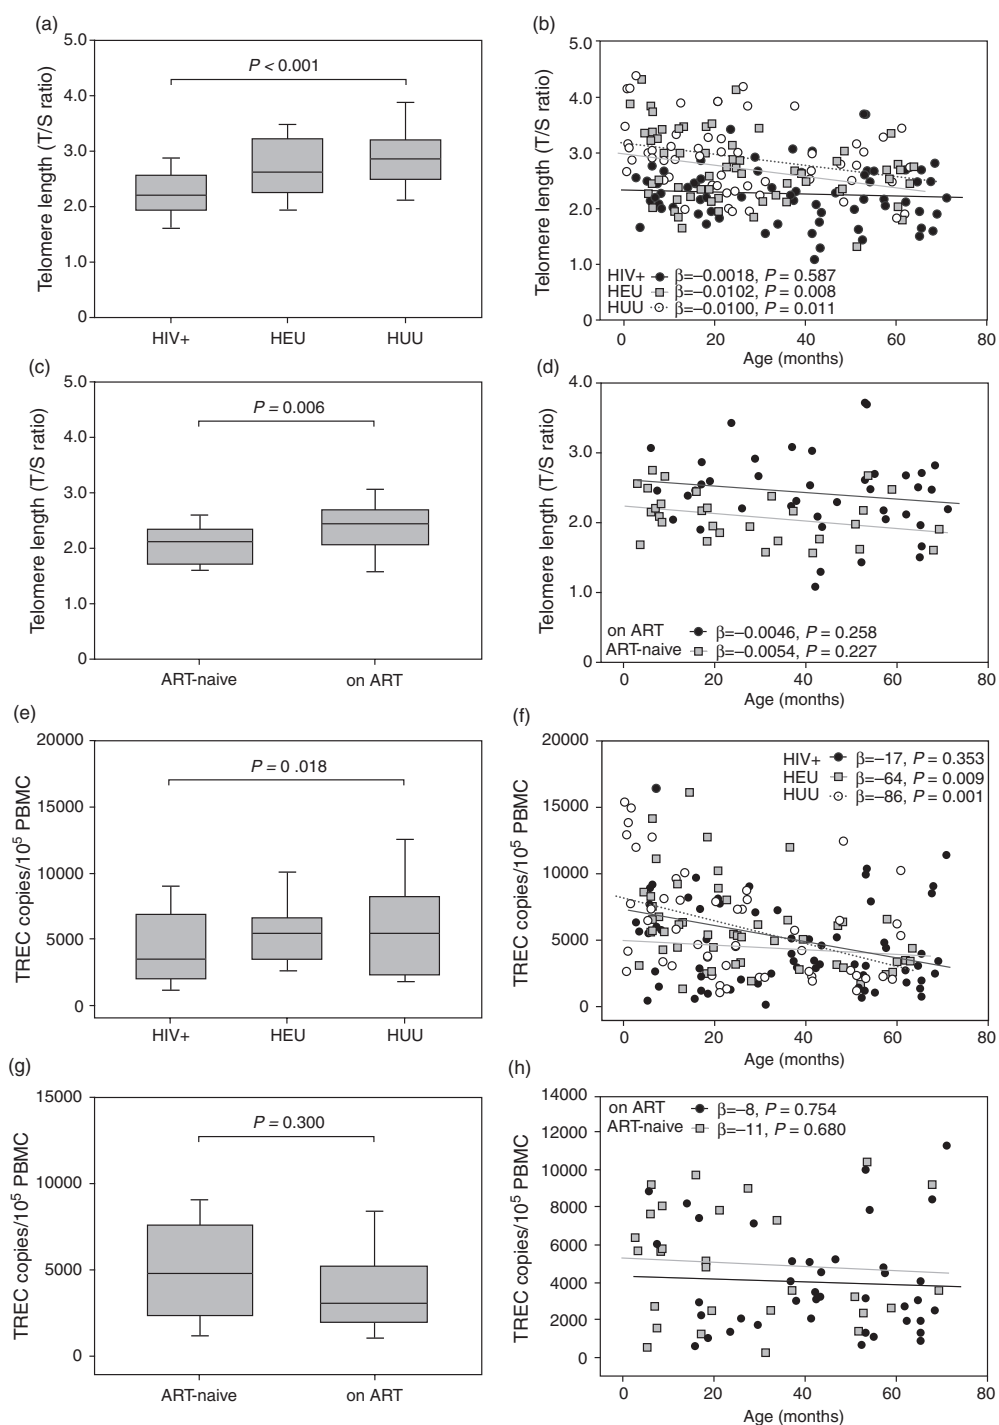 (a)
5.0
4.0
3.0
2.0
1.0
0
Telomere length (T/S ratio)
P < 0.001
HIV+ HEU HUU
(b)
5.0
4.0
3.0
2.0
1.0
0
Telomere length (T/S ratio)
HIV+ β=–0.0018, P = 0.587
HEU β=–0.0102, P = 0.008
HUU β=–0.0100, P = 0.011
0 20 40 60 80
Age (months)
(c)
5.0
4.0
3.0
2.0
1.0
0
Telomere length (T/S ratio)
P = 0.006
ART-naive on ART
(d)
4.0
3.0
2.0
1.0
0
Telomere length (T/S ratio)
on ART β=–0.0046, P = 0.258
ART-naive β=–0.0054, P = 0.227
0 20 40 60 80
Age (months)
(e)
20000
15000
10000
5000
0
TREC copies/10⁵ PBMC
P = 0 .018
HIV+ HEU HUU
(f)
20000
15000
10000
5000
0
TREC copies/10⁵ PBMC
HIV+ β=–17, P = 0.353
HEU β=–64, P = 0.009
HUU β=–86, P = 0.001
0 20 40 60 80
Age (months)
(g)
15000
10000
5000
0
TREC copies/10⁵ PBMC
P = 0.300
ART-naive on ART
(h)
14000
12000
10000
8000
6000
4000
2000
0
TREC copies/10⁵ PBMC
on ART β=–8, P = 0.754
ART-naive β=–11, P = 0.680
0 20 40 60 80
Age (months)